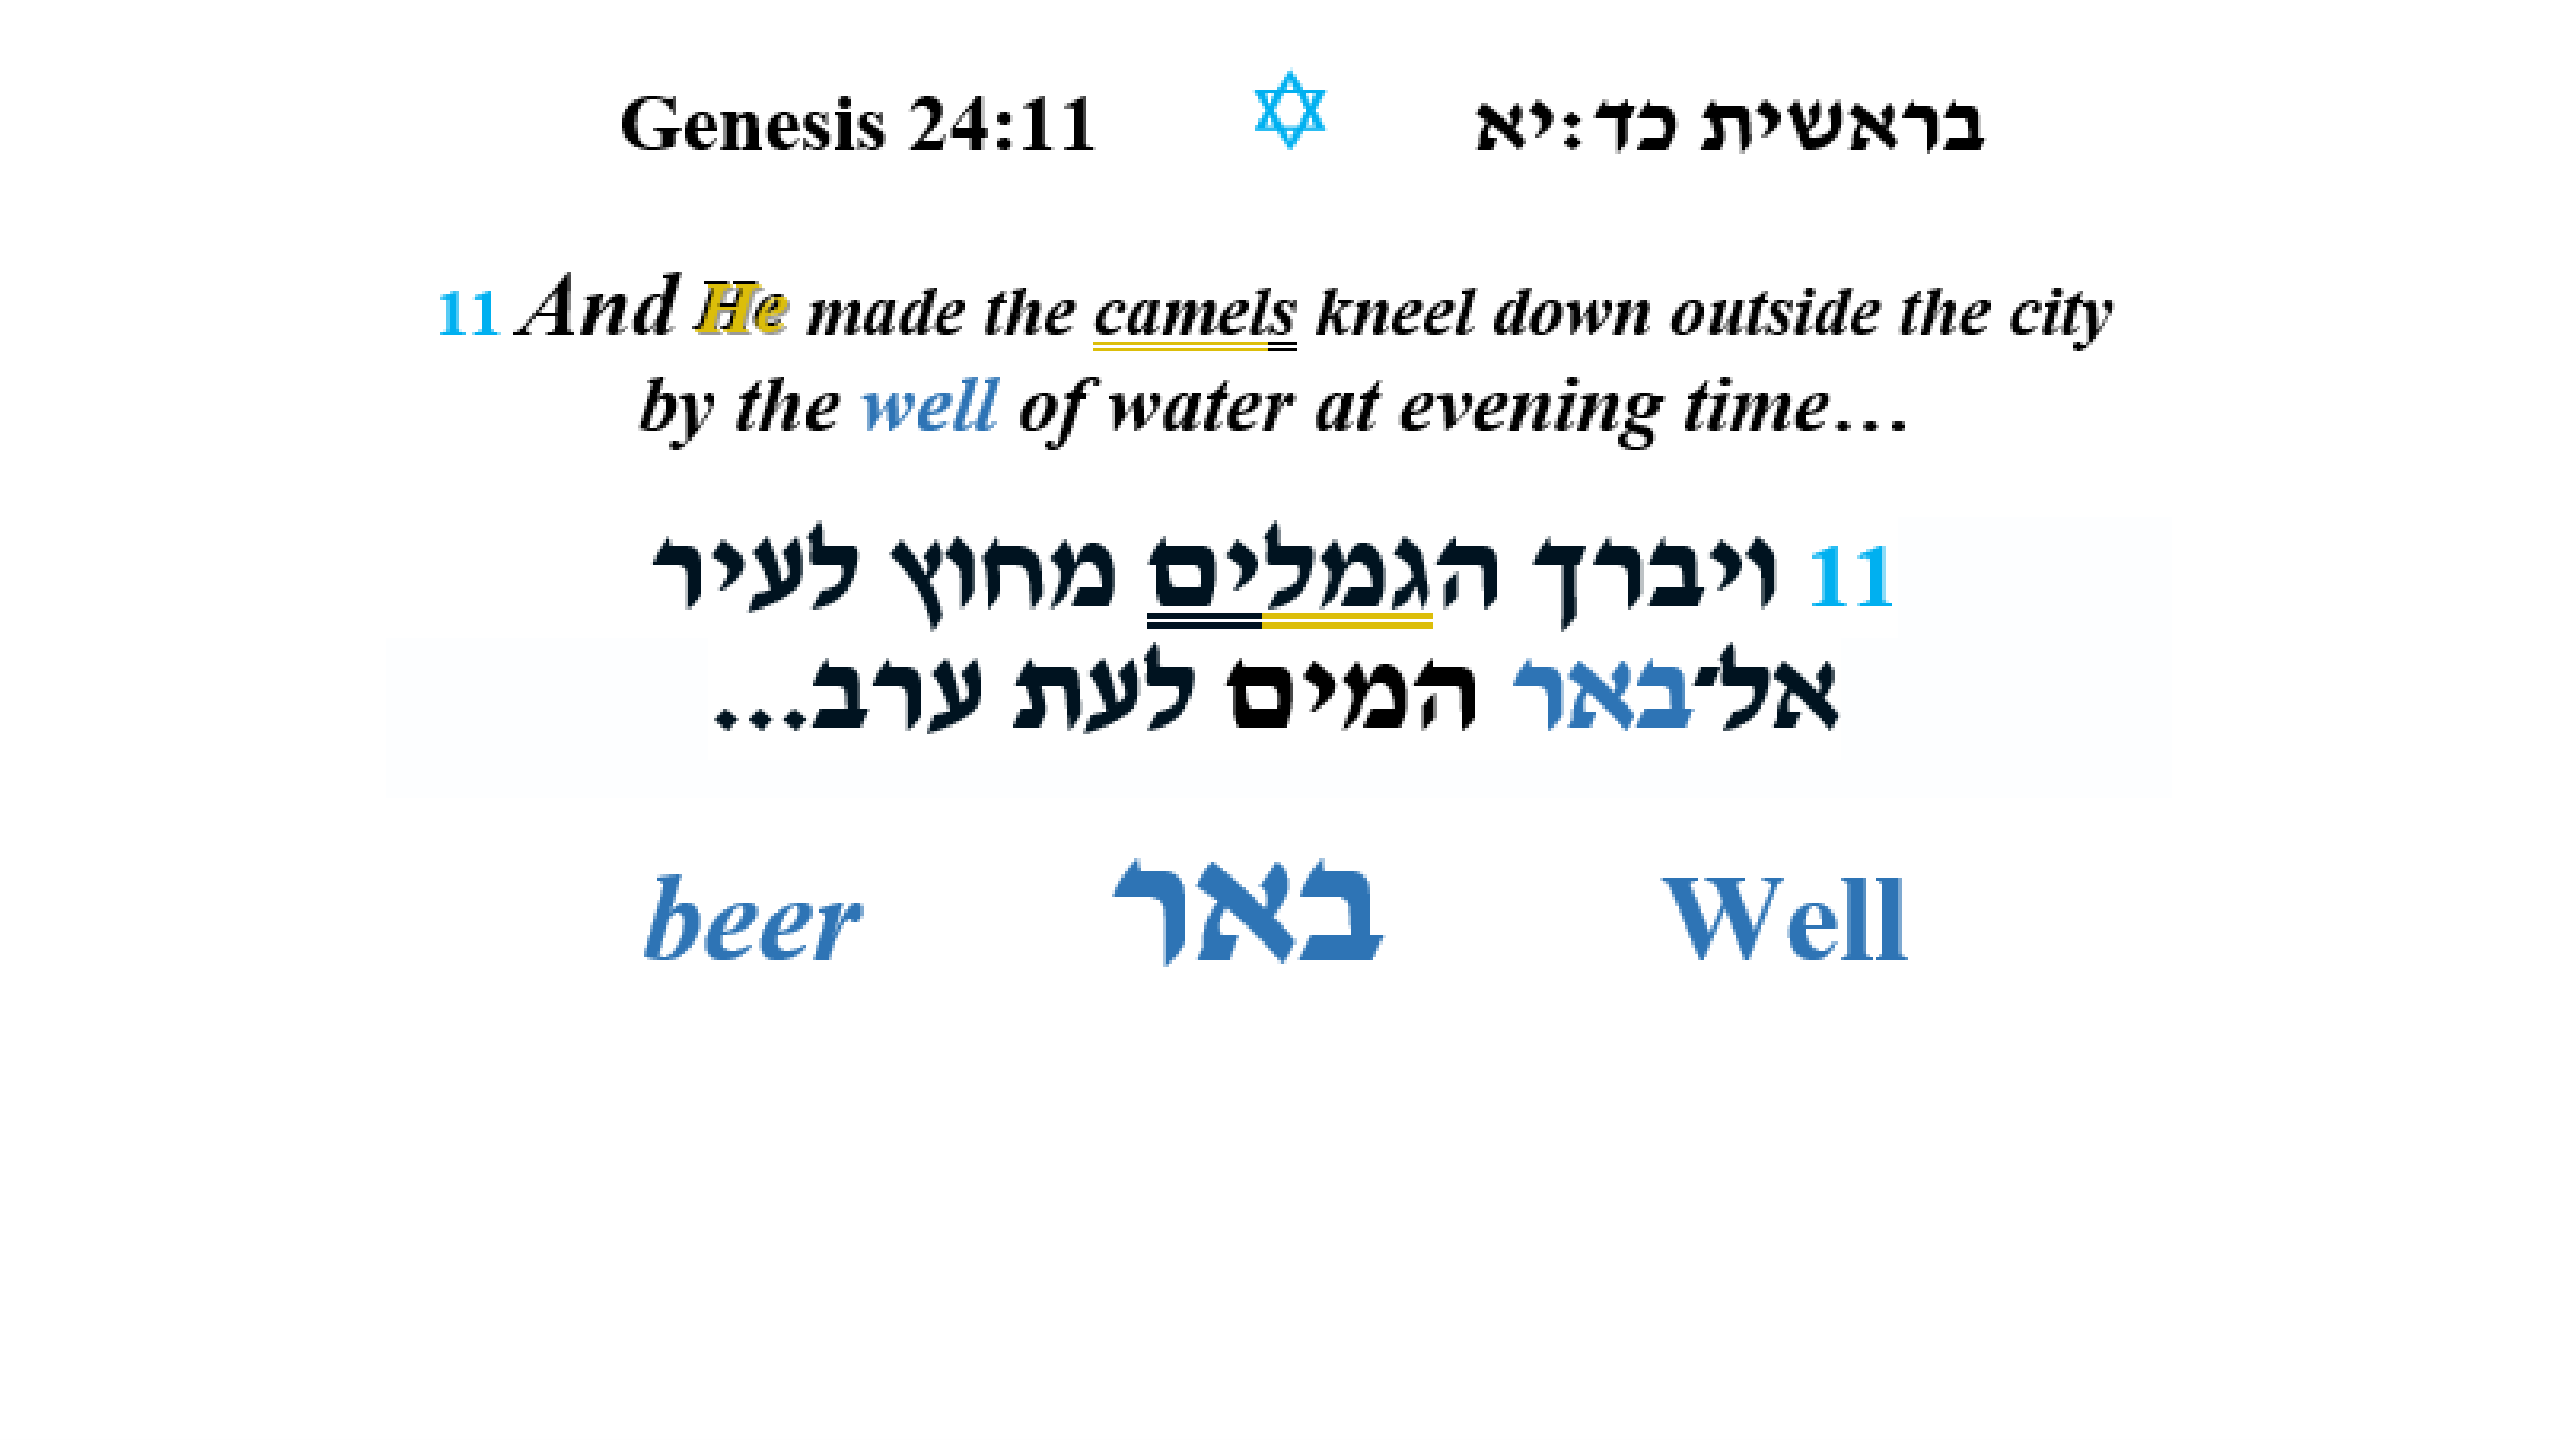 Genesis 24:11 ✡ בראשית כד:יא
11 And He made the camels kneel down outside the city
by the well of water at evening time…
11 ויברך הגמלים מחוץ לעיר
אל־באר המים לעת ערב...
beer באר Well